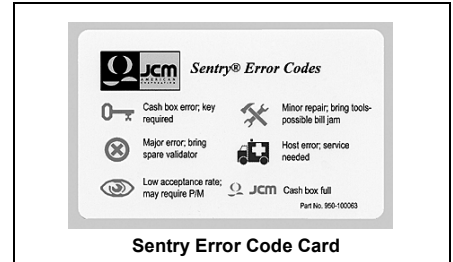 JCM
AMERICAN
CORPORATION
Sentry® Error Codes
Cash box error; key
required
Minor repair; bring tools-
possible bill jam
Major error; bring
spare validator
Host error; service
needed
Low acceptance rate;
may require P/M
JCM Cash box full
Part No. 950-100063
Sentry Error Code Card